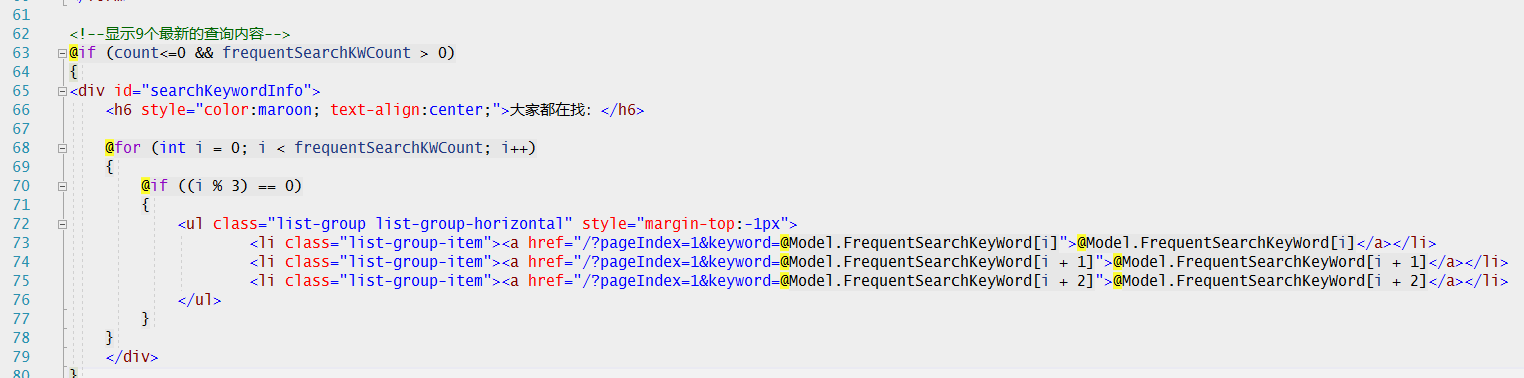 61
62 <!--显示9个最新的查询内容-->
63 @if (count<=0 && frequentSearchKWCount > 0)
64 {
65 <div id="searchKeywordInfo">
66 <h6 style="color:maroon; text-align:center;">大家都在找: </h6>
67
68 @for (int i = 0; i < frequentSearchKWCount; i++)
69 {
70 @if ((i % 3) == 0)
71 {
72 <ul class="list-group list-group-horizontal" style="margin-top:-1px">
73 <li class="list-group-item"><a href="/?pageIndex=1&keyword=@Model.FrequentSearchKeyWord[i]">@Model.FrequentSearchKeyWord[i]</a></li>
74 <li class="list-group-item"><a href="/?pageIndex=1&keyword=@Model.FrequentSearchKeyWord[i + 1]">@Model.FrequentSearchKeyWord[i + 1]</a></li>
75 <li class="list-group-item"><a href="/?pageIndex=1&keyword=@Model.FrequentSearchKeyWord[i + 2]">@Model.FrequentSearchKeyWord[i + 2]</a></li>
76 </ul>
77 }
78 }
79 </div>
80 }